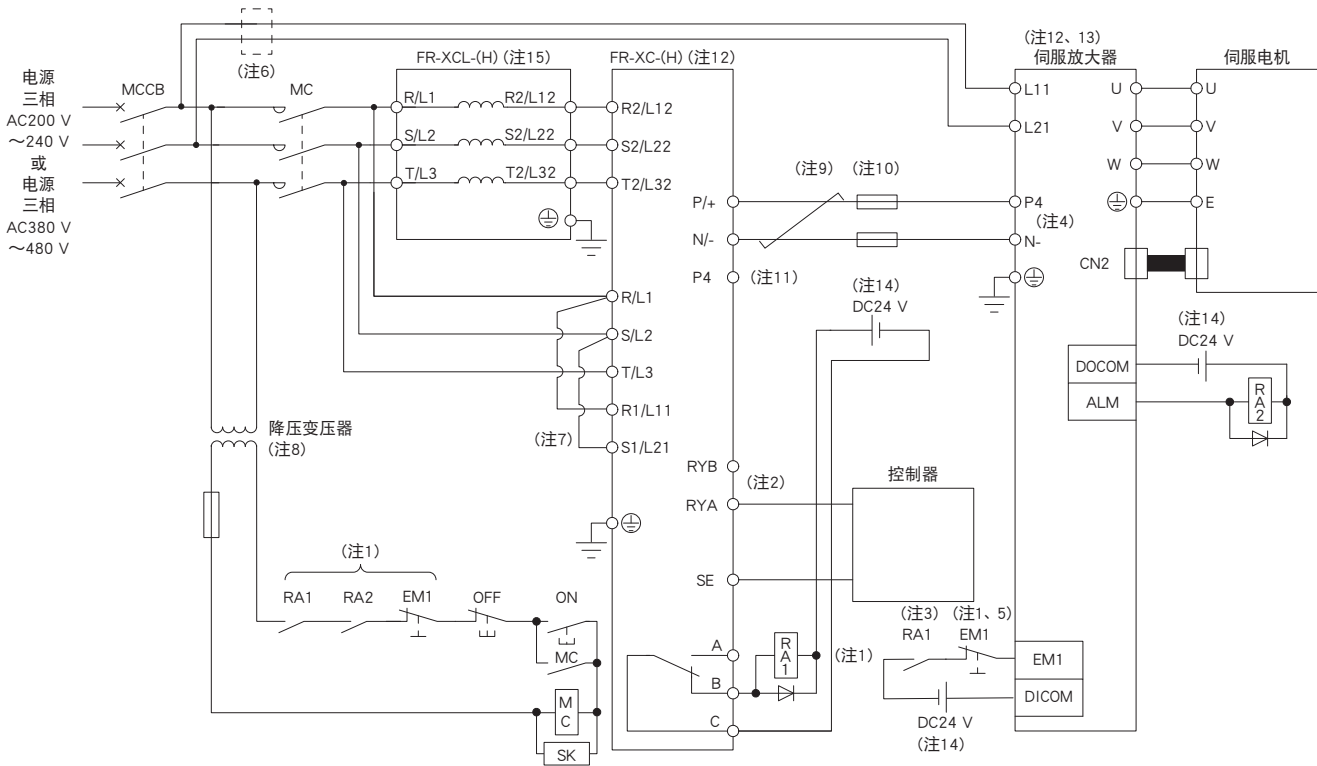 电源
三相
AC200 V
～240 V
或
电源
三相
AC380 V
～480 V
MCCB
(注6)
MC
FR-XCL-(H) (注15)
R/L1
R2/L12
S/L2
S2/L22
T/L3
T2/L32
FR-XC-(H) (注12)
R2/L12
S2/L22
T2/L32
R/L1
S/L2
T/L3
R1/L11
S1/L21
(注7)
P/+
N/-
P4
(注11)
(注9)
(注10)
(注12、13)
伺服放大器
伺服电机
L11
L21
P4
(注4)
N-
U
V
W
U
V
W
E
CN2
(注14)
DC24 V
(注14)
DC24 V
DOCOM
ALM
RA2
降压变压器
(注8)
RYB
(注2)
RYA
SE
控制器
(注1)
RA1
RA2
EM1
OFF
ON
MC
MC
SK
A
B
C
RA1
(注1)
(注3)
RA1
(注1、5)
EM1
EM1
DICOM
DC24 V
(注14)